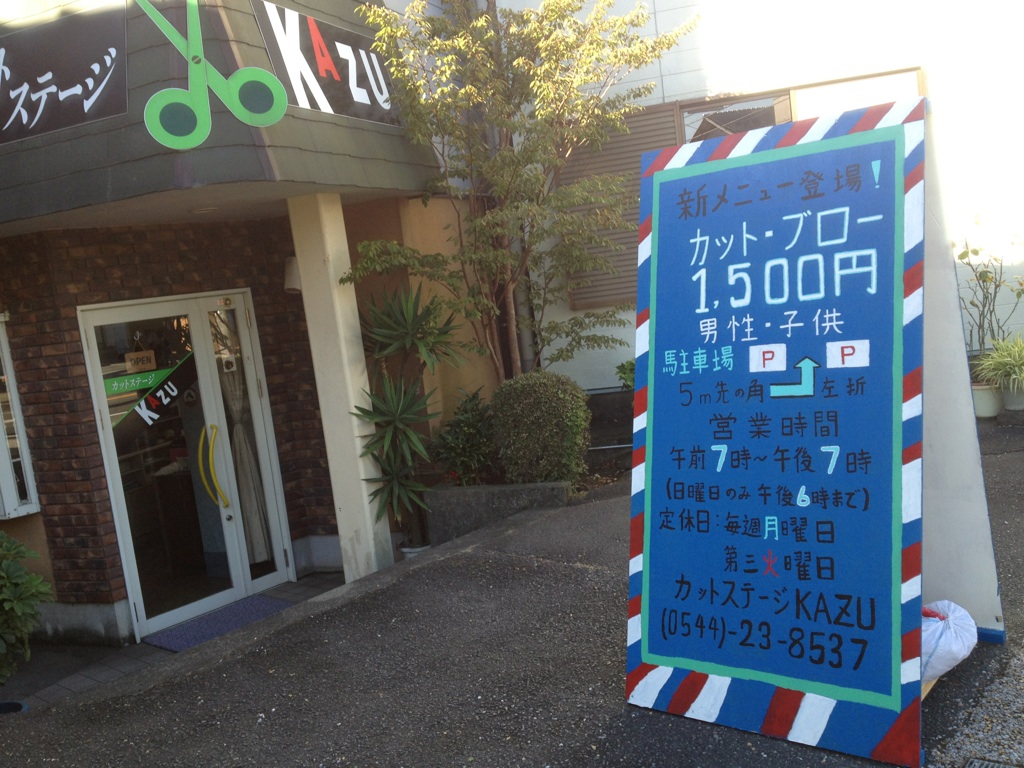 ステージ
KAZU
OPEN
カットステージ
KAZU
新メニュー登場!
カット・ブロー
1,500円
男性・子供
駐車場 P P
5m先の角 左折
営業時間
午前7時～午後7時
(日曜日のみ午後6時まで)
定休日:毎週月曜日
第三火曜日
カットステージKAZU
(0544)-23-8537